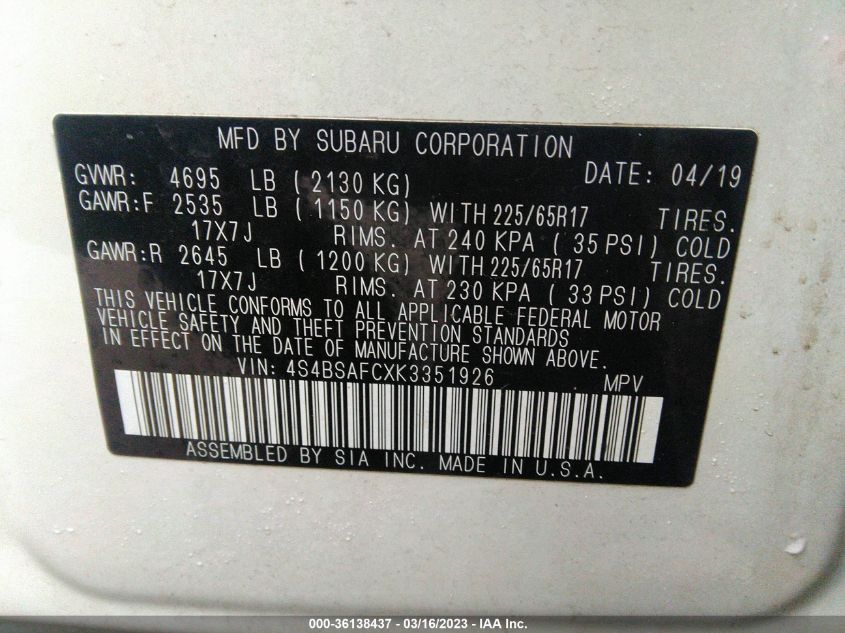 MFD BY SUBARU CORPORATION
GVWR: 4695 LB ( 2130 KG) DATE: 04/19
GAWR:F 2535 LB ( 1150 KG) WITH 225/65R17 TIRES.
17X7J RIMS. AT 240 KPA ( 35 PSI) COLD
GAWR:R 2645 LB ( 1200 KG) WITH 225/65R17 TIRES.
17X7J RIMS. AT 230 KPA ( 33 PSI) COLD
THIS VEHICLE CONFORMS TO ALL APPLICABLE FEDERAL MOTOR
VEHICLE SAFETY AND THEFT PREVENTION STANDARDS
IN EFFECT ON THE DATE OF MANUFACTURE SHOWN ABOVE.
VIN: 4S4BSAFCXK3351926 MPV
ASSEMBLED BY SIA INC. MADE IN U.S.A.
000-36138437 - 03/16/2023 - IAA Inc.